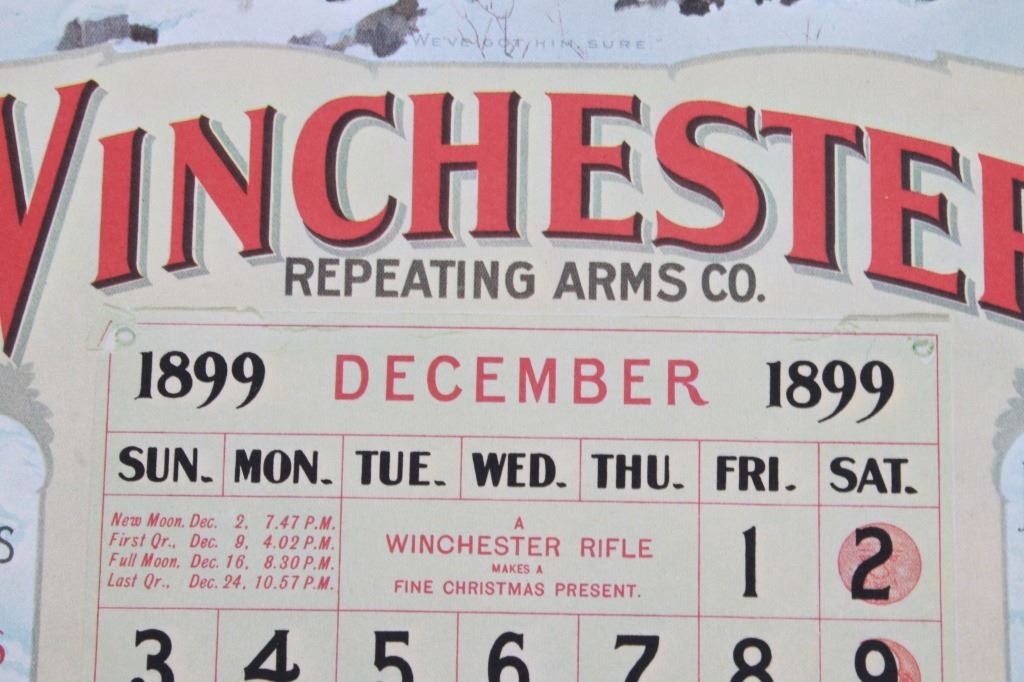 "WE'VE GOT HIM SURE."
WINCHESTER
REPEATING ARMS CO.
1899 DECEMBER 1899
SUN. MON. TUE. WED. THU. FRI. SAT.
New Moon, Dec. 2, 7.47 P.M.
First Qr., Dec. 9, 4.02 P.M.
Full Moon, Dec. 16, 8.30 P.M.
Last Qr., Dec. 24, 10.57 P.M.
A
WINCHESTER RIFLE
MAKES A
FINE CHRISTMAS PRESENT.
1 2
3 4 5 6 7 8 9